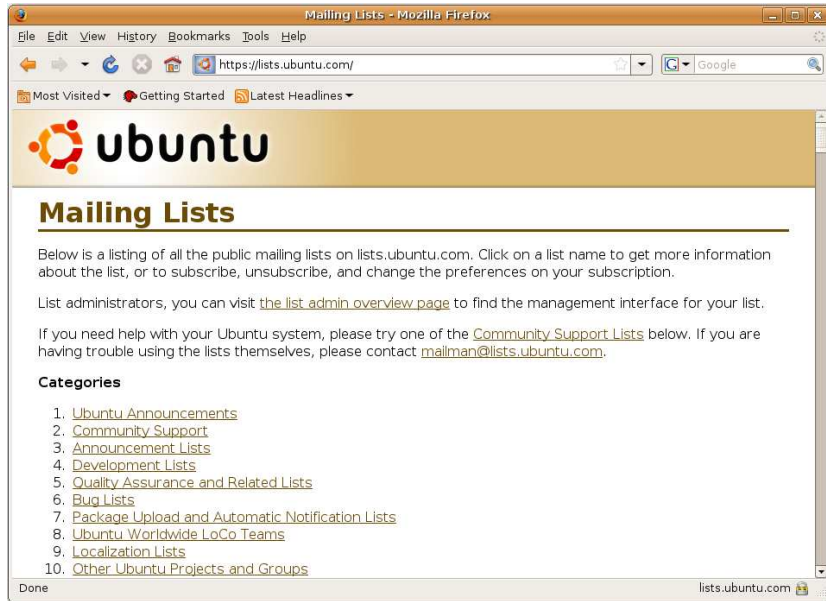 Mailing Lists - Mozilla Firefox
File Edit View History Bookmarks Tools Help
https://lists.ubuntu.com/ G Google
Most Visited Getting Started Latest Headlines
ubuntu
Mailing Lists
Below is a listing of all the public mailing lists on lists.ubuntu.com. Click on a list name to get more information
about the list, or to subscribe, unsubscribe, and change the preferences on your subscription.
List administrators, you can visit the list admin overview page to find the management interface for your list.
If you need help with your Ubuntu system, please try one of the Community Support Lists below. If you are
having trouble using the lists themselves, please contact mailman@lists.ubuntu.com.
Categories
1. Ubuntu Announcements
2. Community Support
3. Announcement Lists
4. Development Lists
5. Quality Assurance and Related Lists
6. Bug Lists
7. Package Upload and Automatic Notification Lists
8. Ubuntu Worldwide LoCo Teams
9. Localization Lists
10. Other Ubuntu Projects and Groups
Done lists.ubuntu.com